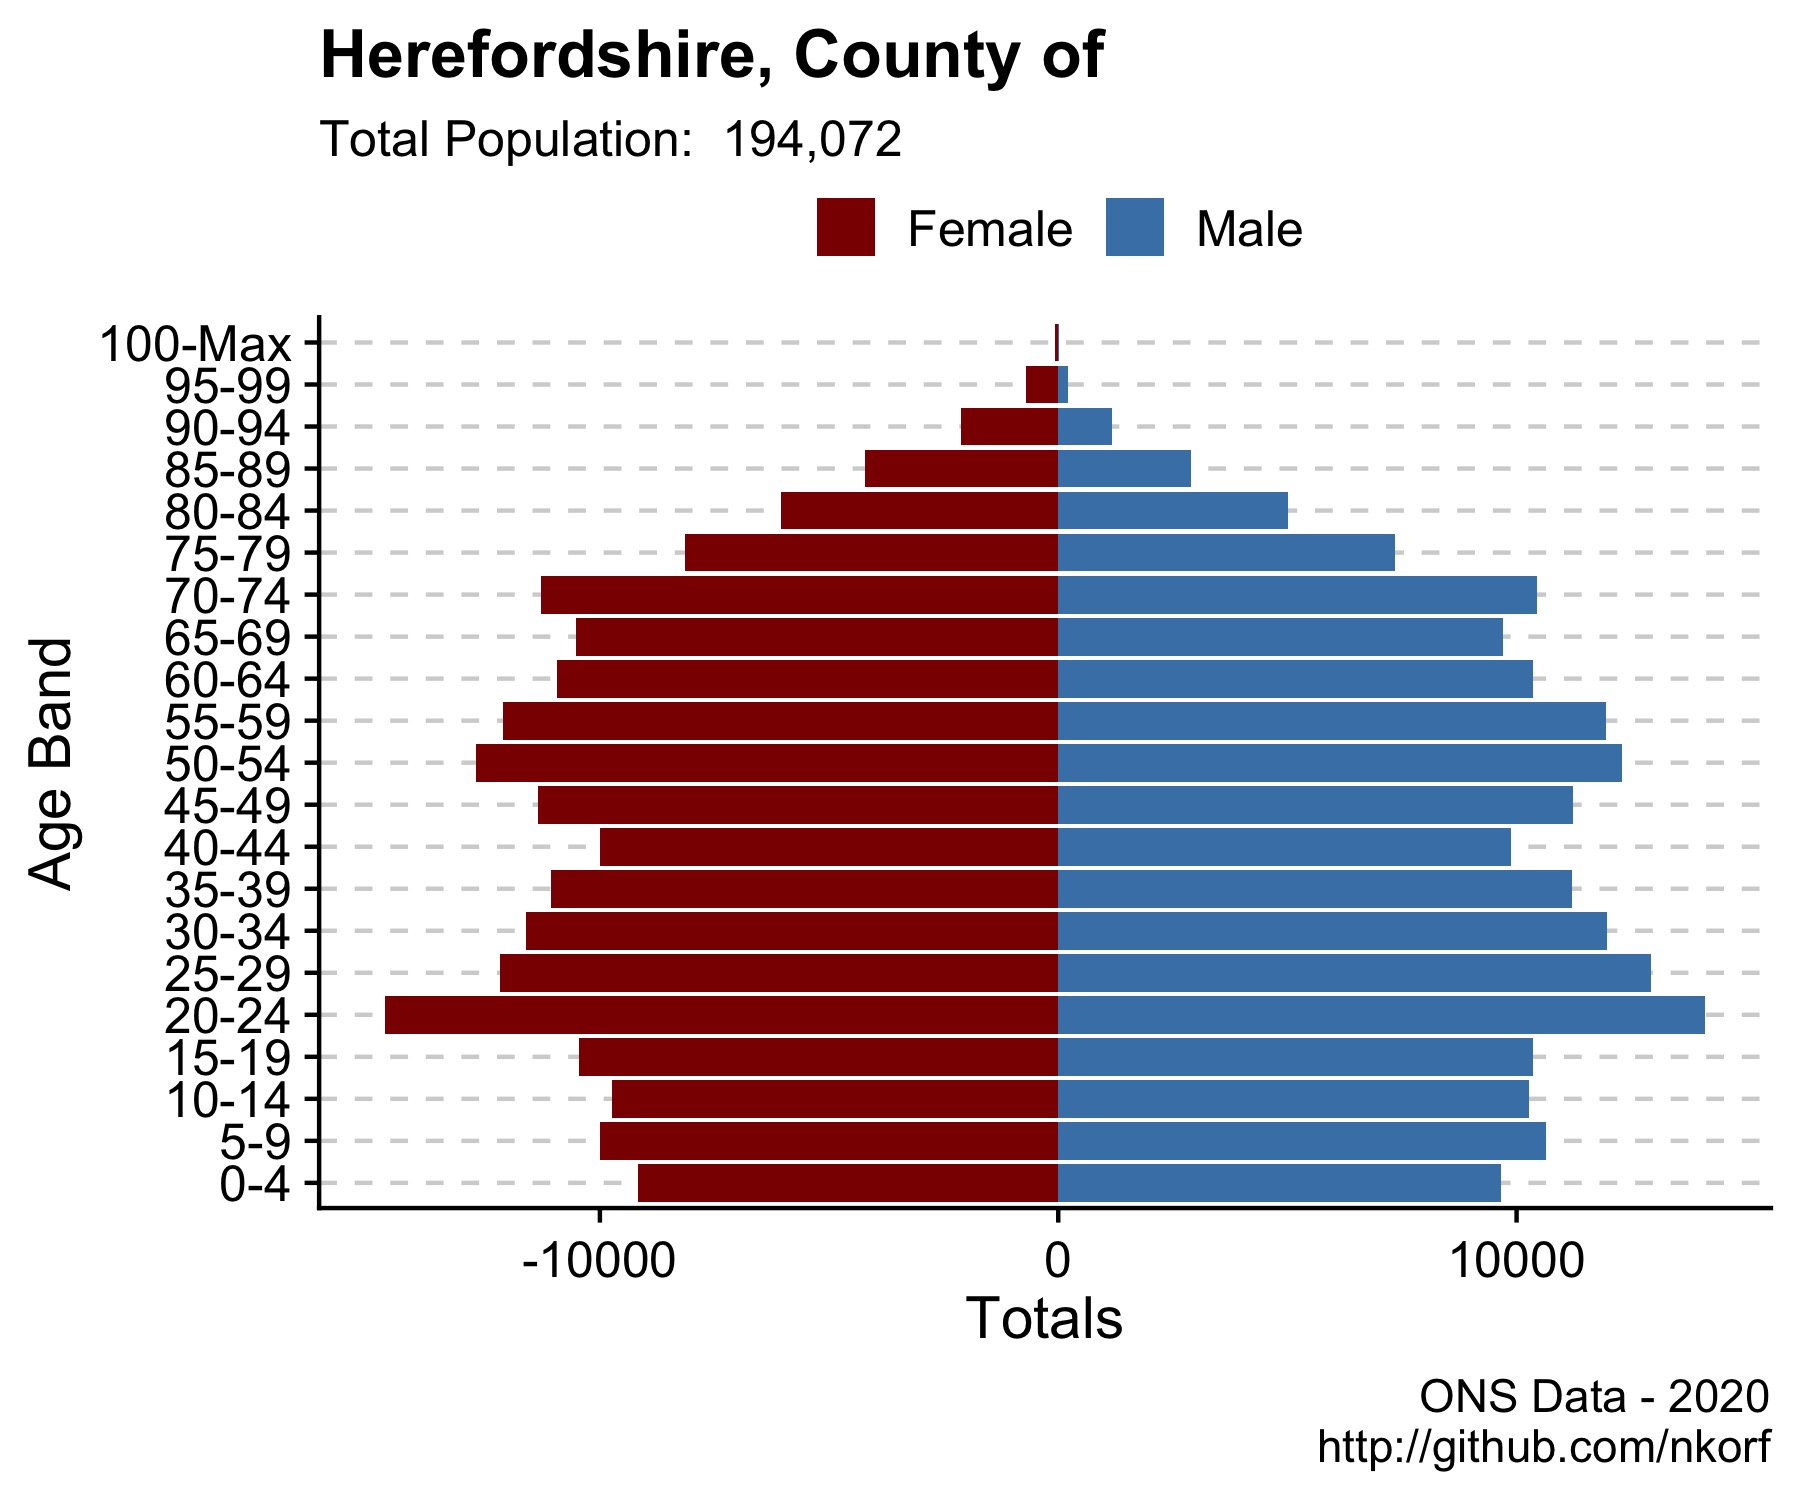 Herefordshire, County of
Total Population:  194,072
Female Male
100-Max
95-99
90-94
85-89
80-84
75-79
70-74
65-69
60-64
55-59
50-54
45-49
40-44
35-39
30-34
25-29
20-24
15-19
10-14
5-9
0-4
Age Band
-10000 0 10000
Totals
ONS Data - 2020
http://github.com/nkorf